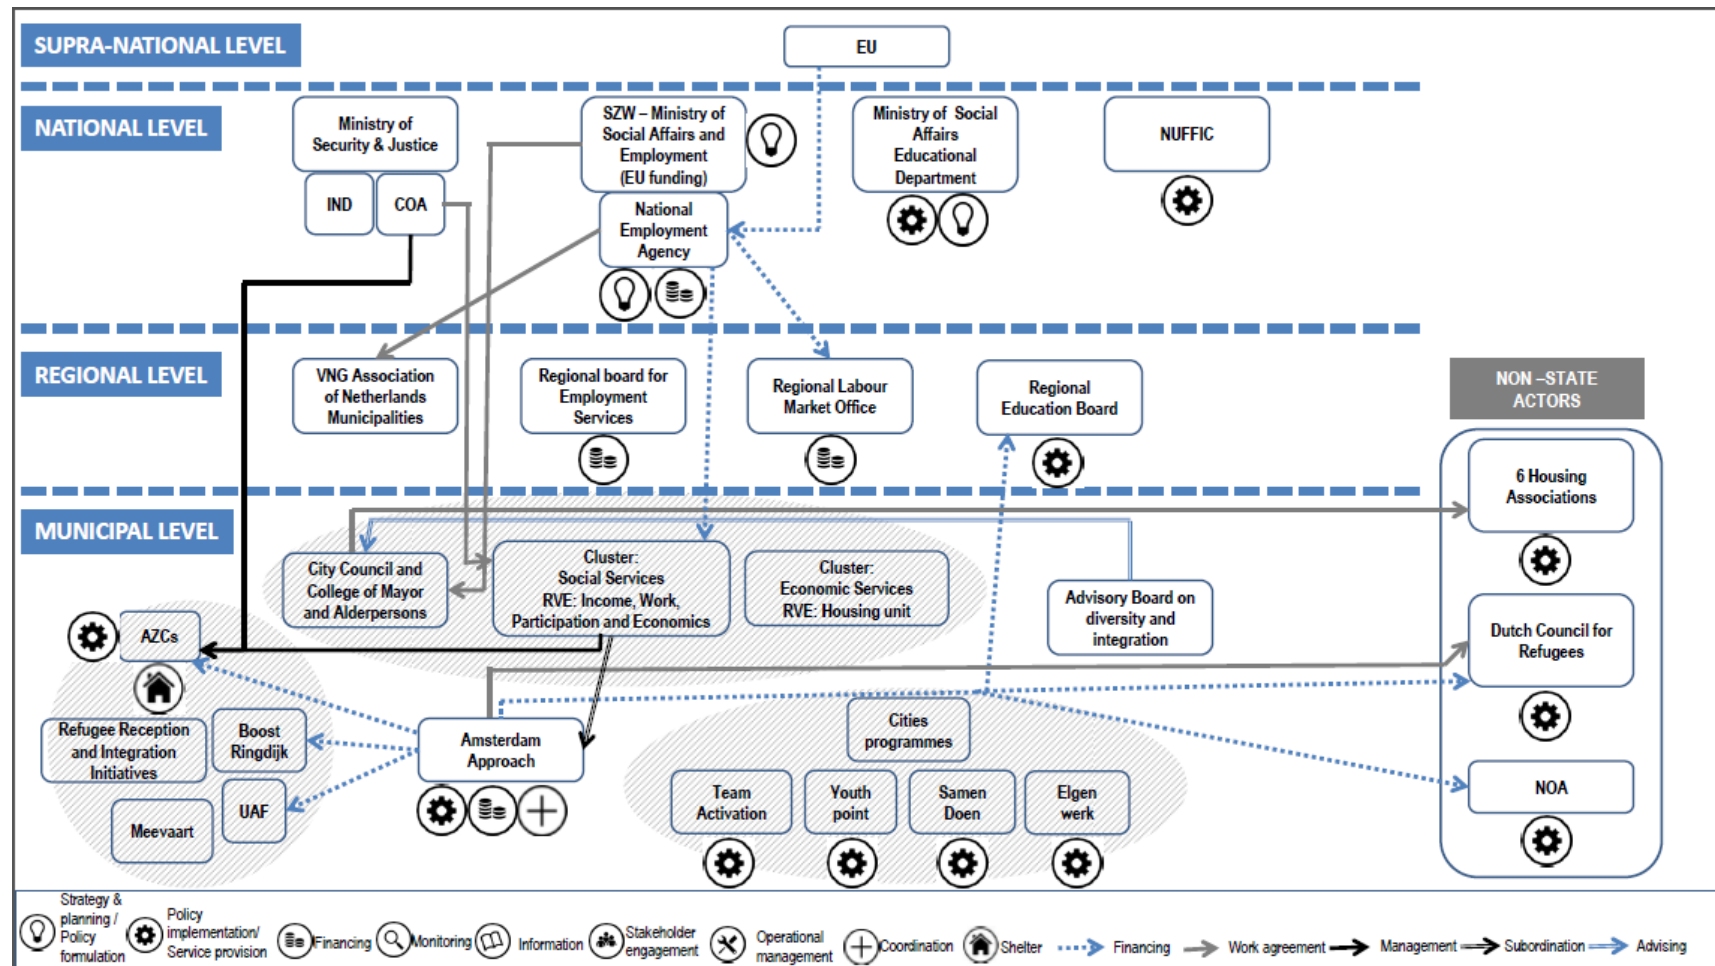 SUPRA-NATIONAL LEVEL
EU
NATIONAL LEVEL
Ministry of
Security & Justice
IND
COA
SZW – Ministry of
Social Affairs and
Employment
(EU funding)
National
Employment
Agency
Ministry of Social
Affairs
Educational
Department
NUFFIC
REGIONAL LEVEL
VNG Association
of Netherlands
Municipalities
Regional board for
Employment
Services
Regional Labour
Market Office
Regional
Education Board
NON –STATE
ACTORS
6 Housing
Associations
Dutch Council for
Refugees
NOA
MUNICIPAL LEVEL
City Council and
College of Mayor
and Alderpersons
Cluster:
Social Services
RVE: Income, Work,
Participation and Economics
Cluster:
Economic Services
RVE: Housing unit
Advisory Board on
diversity and
integration
AZCs
Refugee Reception
and Integration
Initiatives
Boost
Ringdijk
UAF
Meevaart
Amsterdam
Approach
Cities
programmes
Team
Activation
Youth
point
Samen
Doen
Elgen
werk
Strategy &
planning /
Policy
formulation
Policy
implementation/
Service provision
Financing
Monitoring
Information
Stakeholder
engagement
Operational
management
Coordination
Shelter
Financing
Work agreement
Management
Subordination
Advising